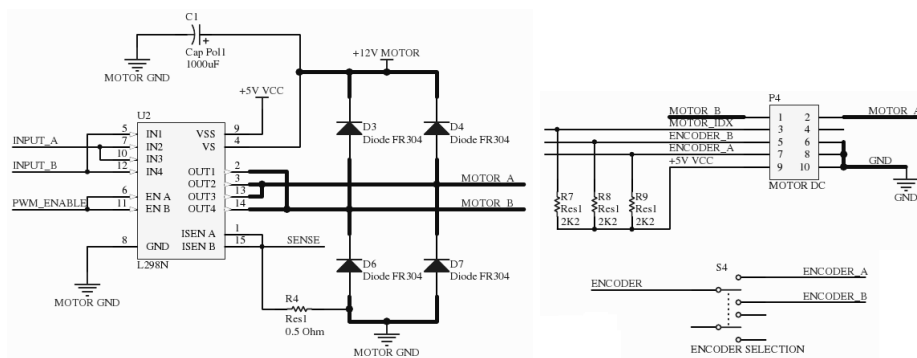 C1
Cap Pol1
1000uF
+
MOTOR GND
+12V MOTOR
+5V VCC
U2
INPUT_A
INPUT_B
PWM_ENABLE
5 IN1
7 IN2
10 IN3
12 IN4
6 EN A
11 EN B
8 GND
VSS 9
VS 4
OUT1 2
OUT2 3
OUT3 13
OUT4 14
ISEN A 1
ISEN B 15
L298N
MOTOR GND
SENSE
MOTOR_A
MOTOR_B
D3
Diode FR304
D4
Diode FR304
D6
Diode FR304
D7
Diode FR304
R4
Res1
0.5 Ohm
MOTOR GND
P4
MOTOR_B
MOTOR_IDX
ENCODER_B
ENCODER_A
+5V VCC
1 2
3 4
5 6
7 8
9 10
MOTOR DC
GND
GND
R7
Res1
2K2
R8
Res1
2K2
R9
Res1
2K2
S4
ENCODER
ENCODER_A
ENCODER_B
ENCODER SELECTION